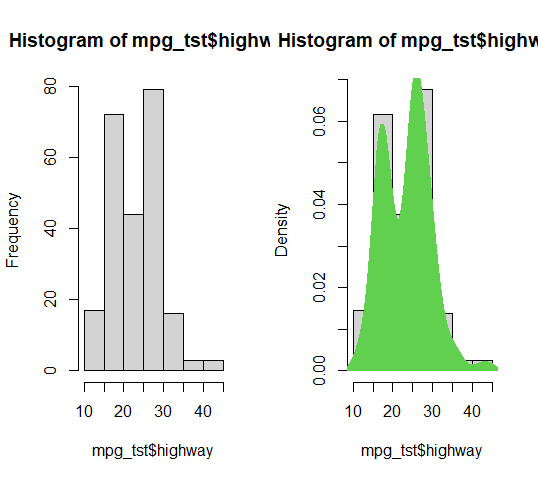 Histogram of mpg_tst$highw
Frequency
0
20
40
60
80
10
20
30
40
mpg_tst$highway
Histogram of mpg_tst$highw
Density
0.00
0.02
0.04
0.06
10
20
30
40
mpg_tst$highway